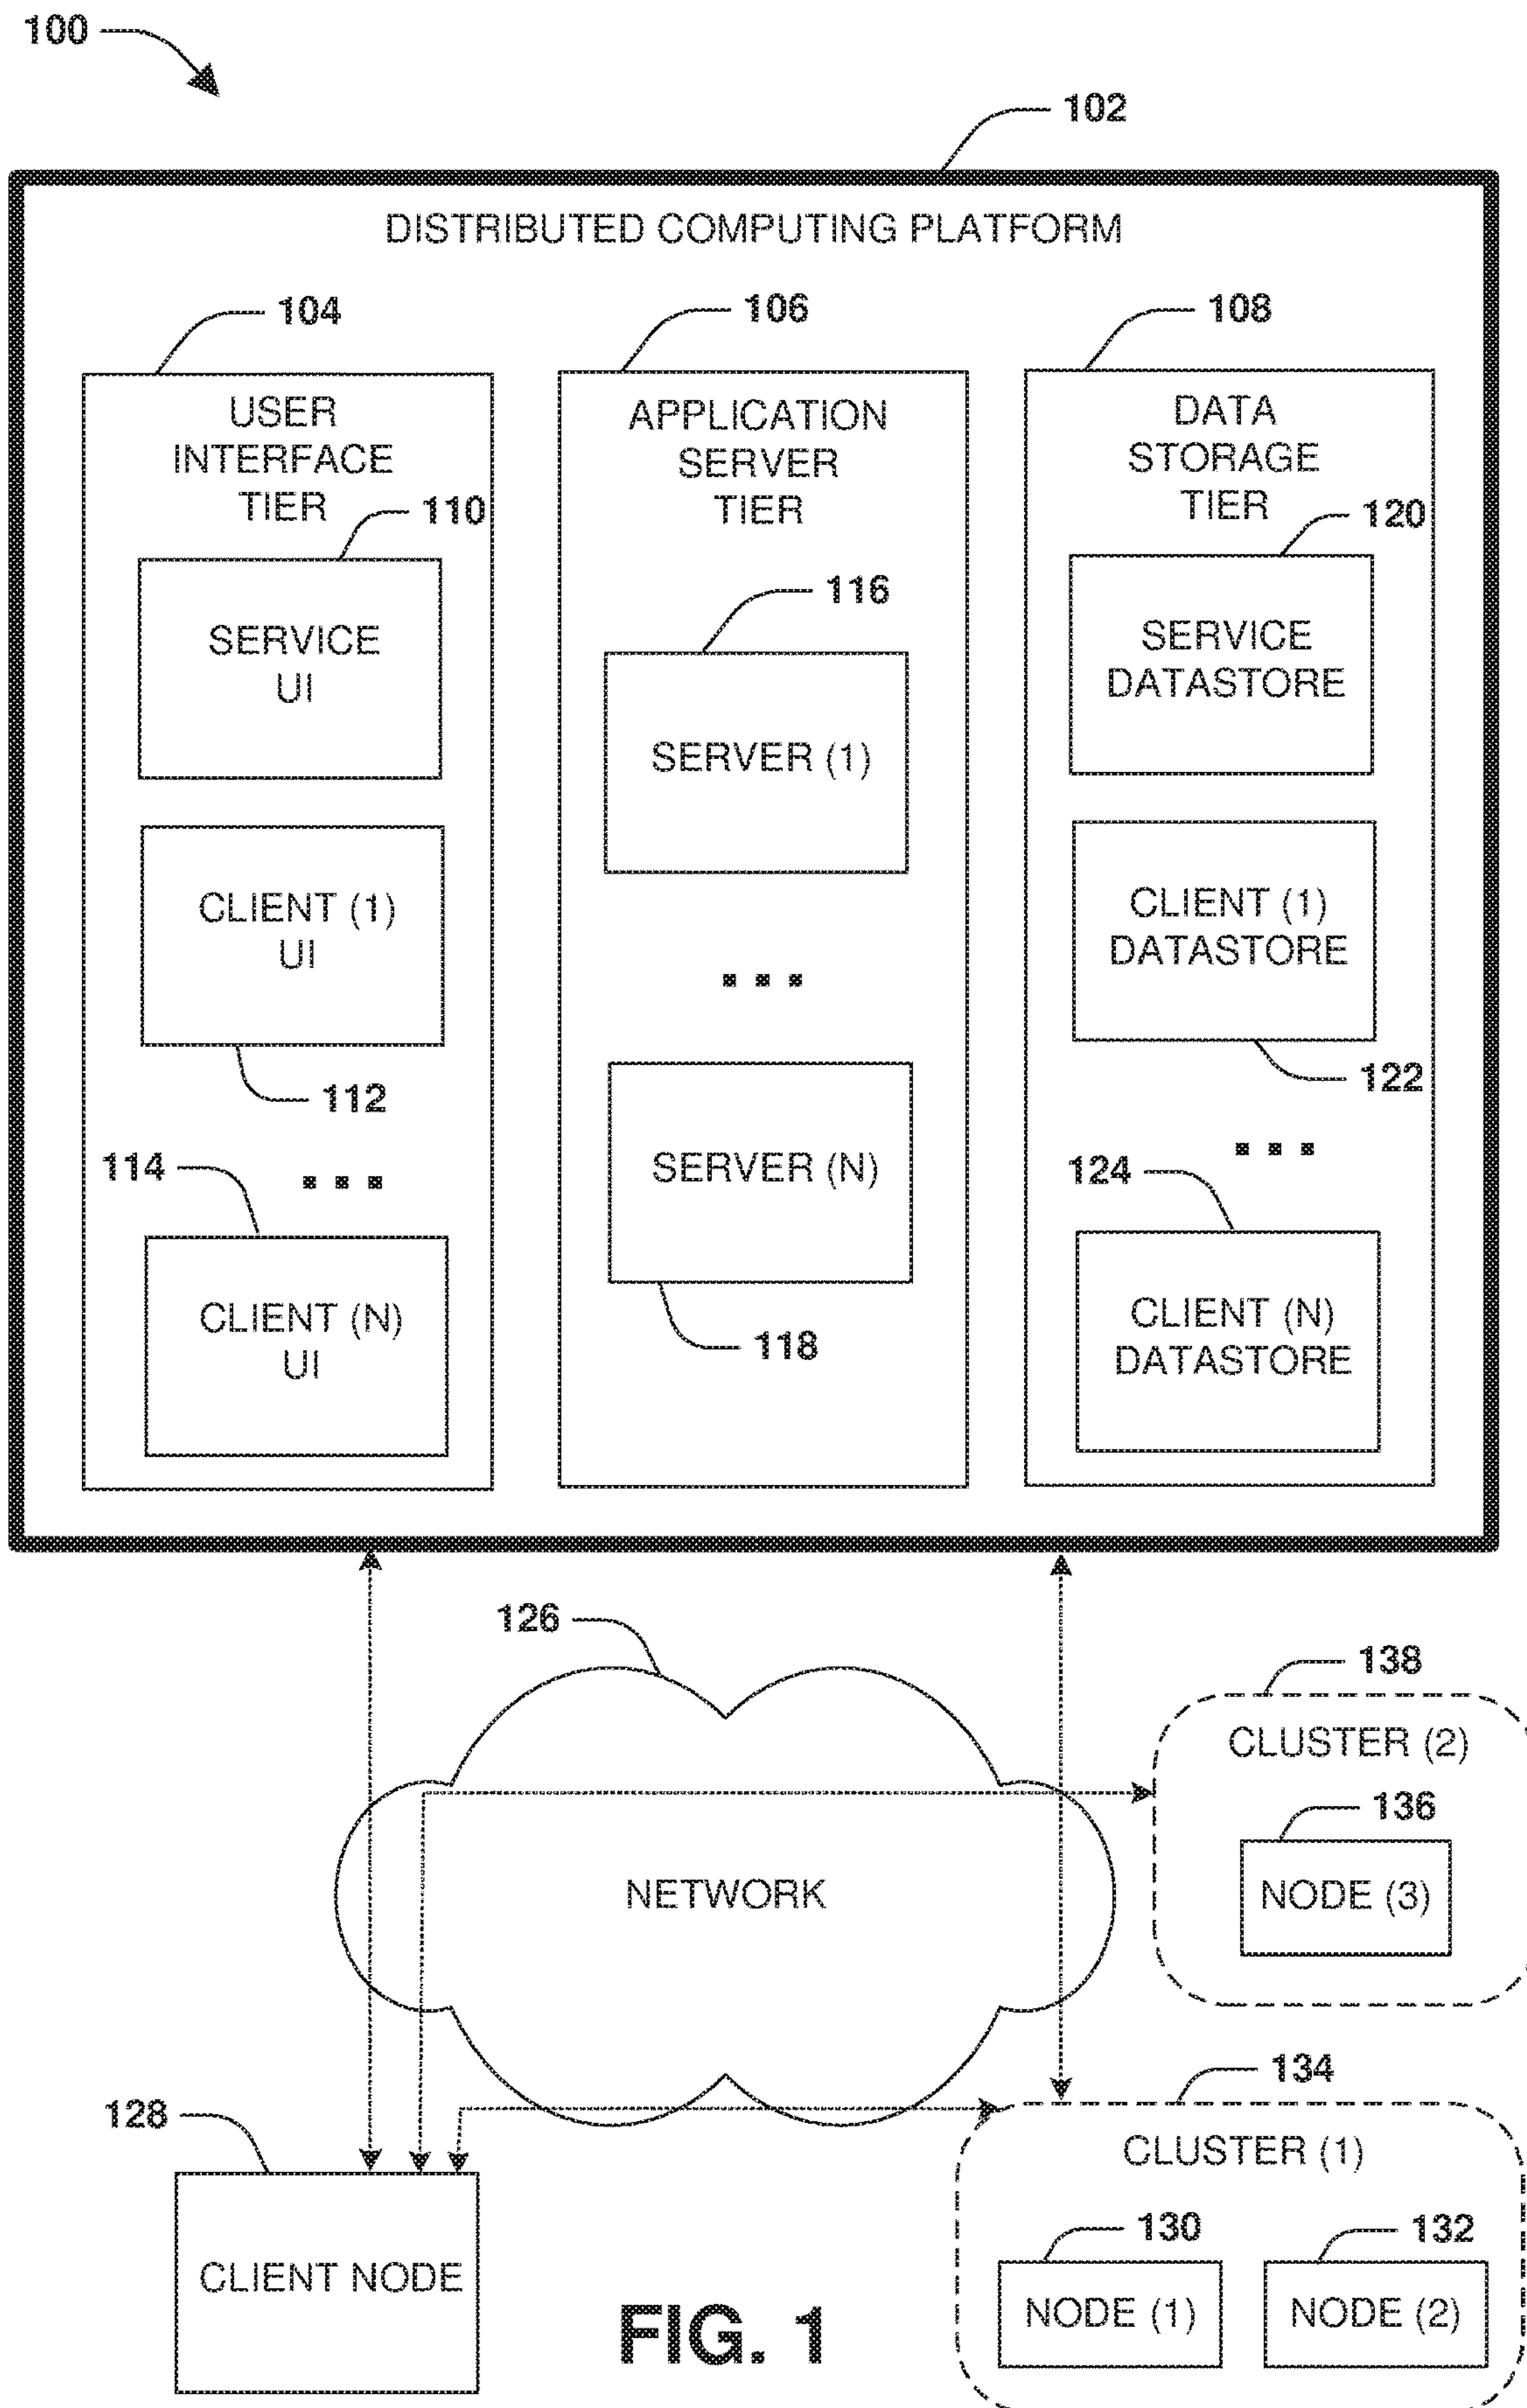 100
102
DISTRIBUTED COMPUTING PLATFORM
104
USER
INTERFACE
TIER
110
SERVICE
UI
CLIENT (1)
UI
112
114
CLIENT (N)
UI
106
APPLICATION
SERVER
TIER
116
SERVER (1)
SERVER (N)
118
108
DATA
STORAGE
TIER
120
SERVICE
DATASTORE
CLIENT (1)
DATASTORE
122
124
CLIENT (N)
DATASTORE
126
NETWORK
138
CLUSTER (2)
136
NODE (3)
134
CLUSTER (1)
130
NODE (1)
132
NODE (2)
128
CLIENT NODE
FIG. 1